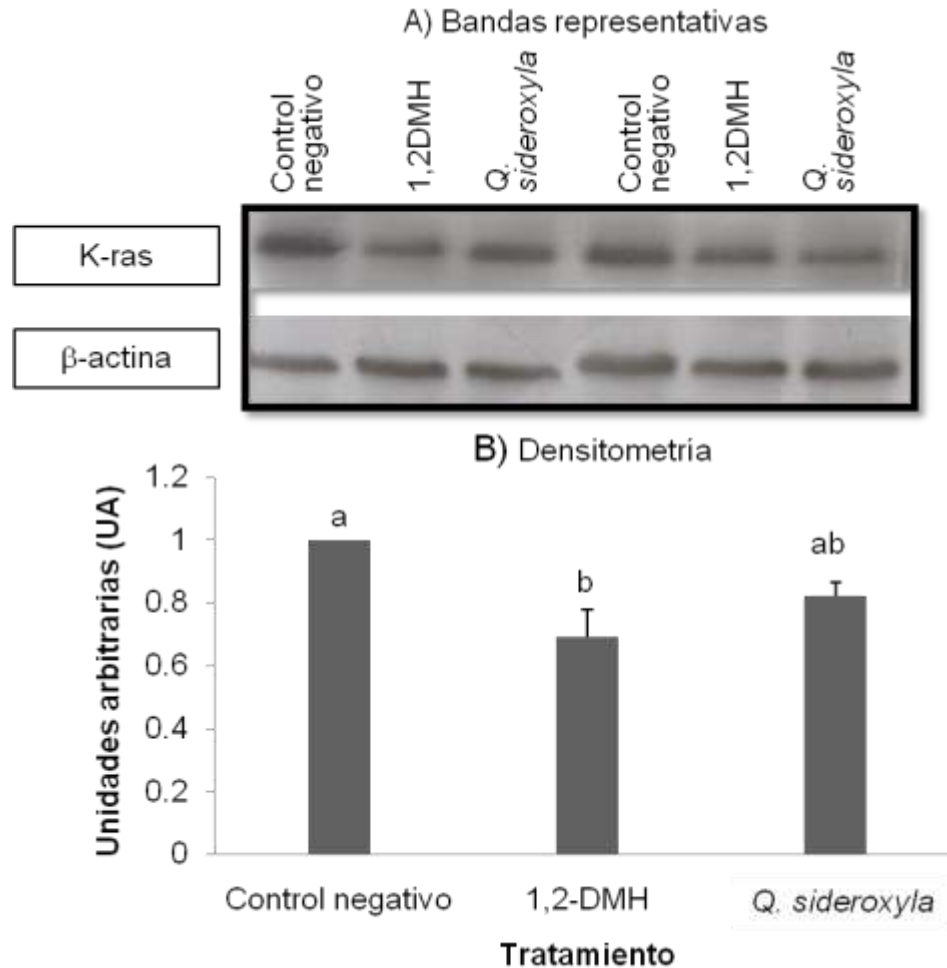 A) Bandas representativas
Control
negativo
1,2DMH
Q.
sideroxyla
Control
negativo
1,2DMH
Q.
sideroxyla
K-ras
β-actina
B) Densitometria
Unidades arbitrarias (UA)
1.2
1
0.8
0.6
0.4
0.2
0
a
b
ab
Control negativo
1,2-DMH
Q. sideroxyla
Tratamiento